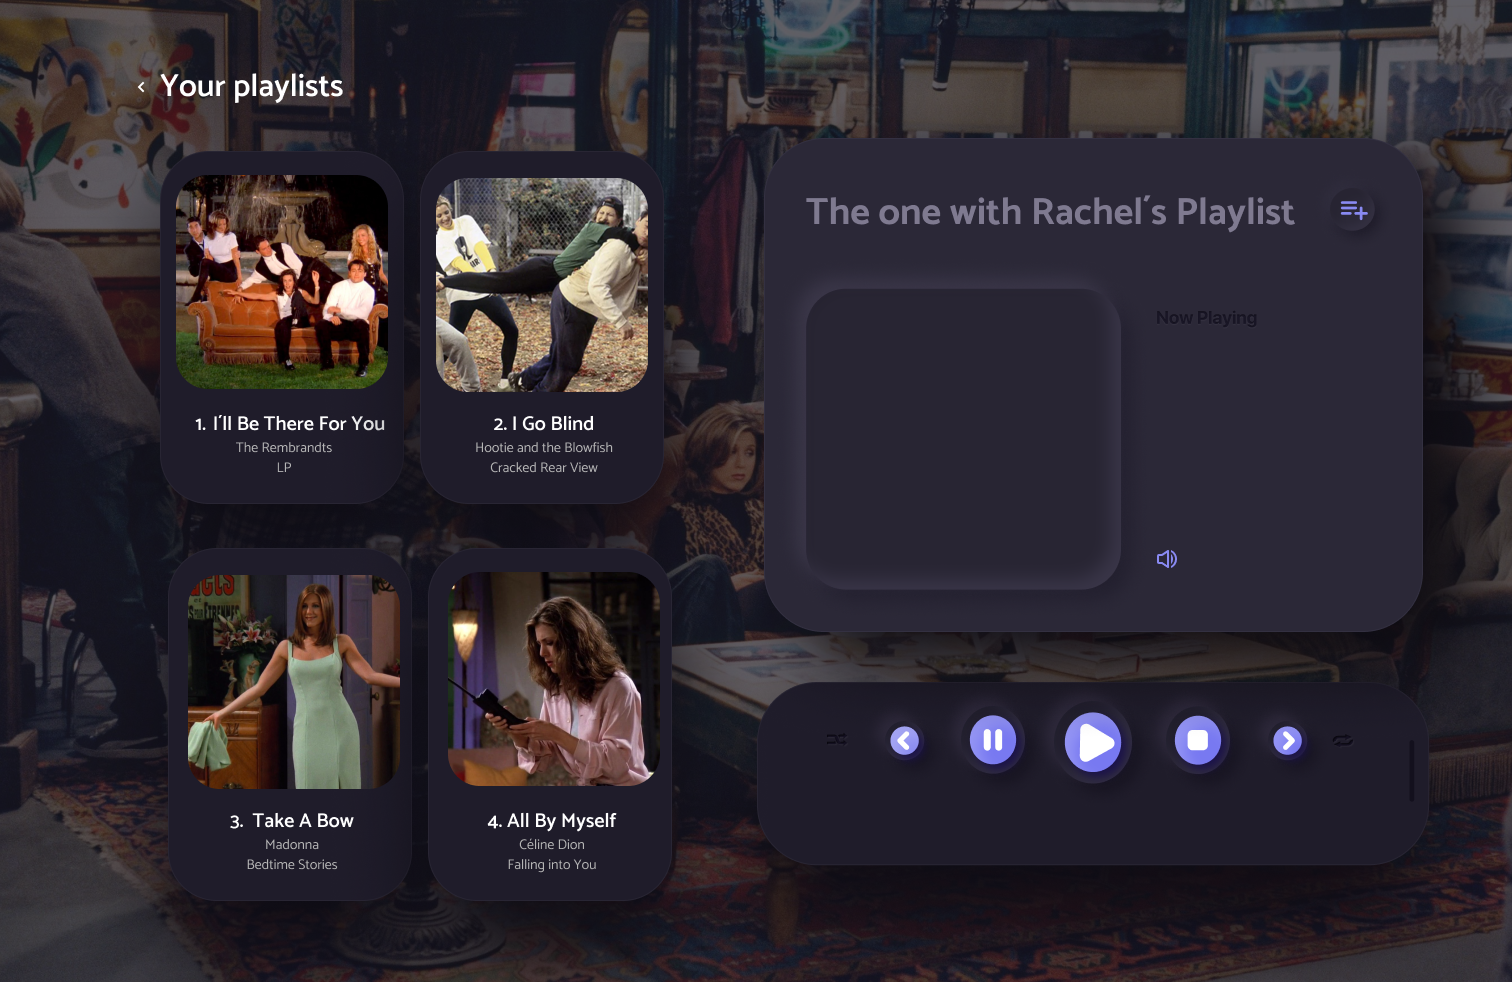 Your playlists
The one with Rachel´s Playlist
Now Playing
1. I´ll Be There For You
The Rembrandts
LP
2. I Go Blind
Hootie and the Blowfish
Cracked Rear View
3. Take A Bow
Madonna
Bedtime Stories
4. All By Myself
Céline Dion
Falling into You